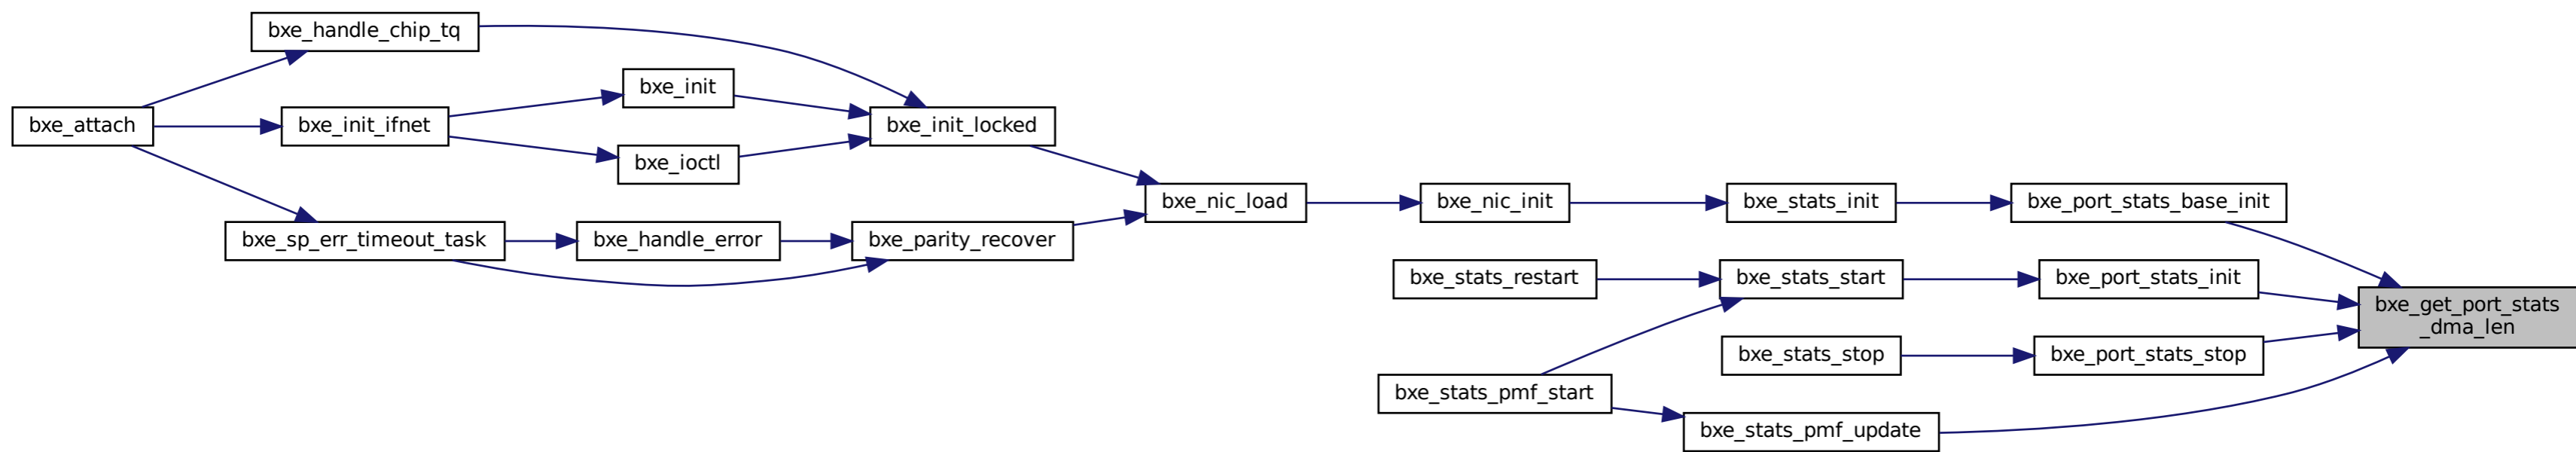 bxe_handle_chip_tq
bxe_init
bxe_attach
bxe_init_ifnet
bxe_init_locked
bxe_ioctl
bxe_nic_load
bxe_nic_init
bxe_stats_init
bxe_port_stats_base_init
bxe_sp_err_timeout_task
bxe_handle_error
bxe_parity_recover
bxe_stats_restart
bxe_stats_start
bxe_port_stats_init
bxe_get_port_stats
_dma_len
bxe_stats_stop
bxe_port_stats_stop
bxe_stats_pmf_start
bxe_stats_pmf_update